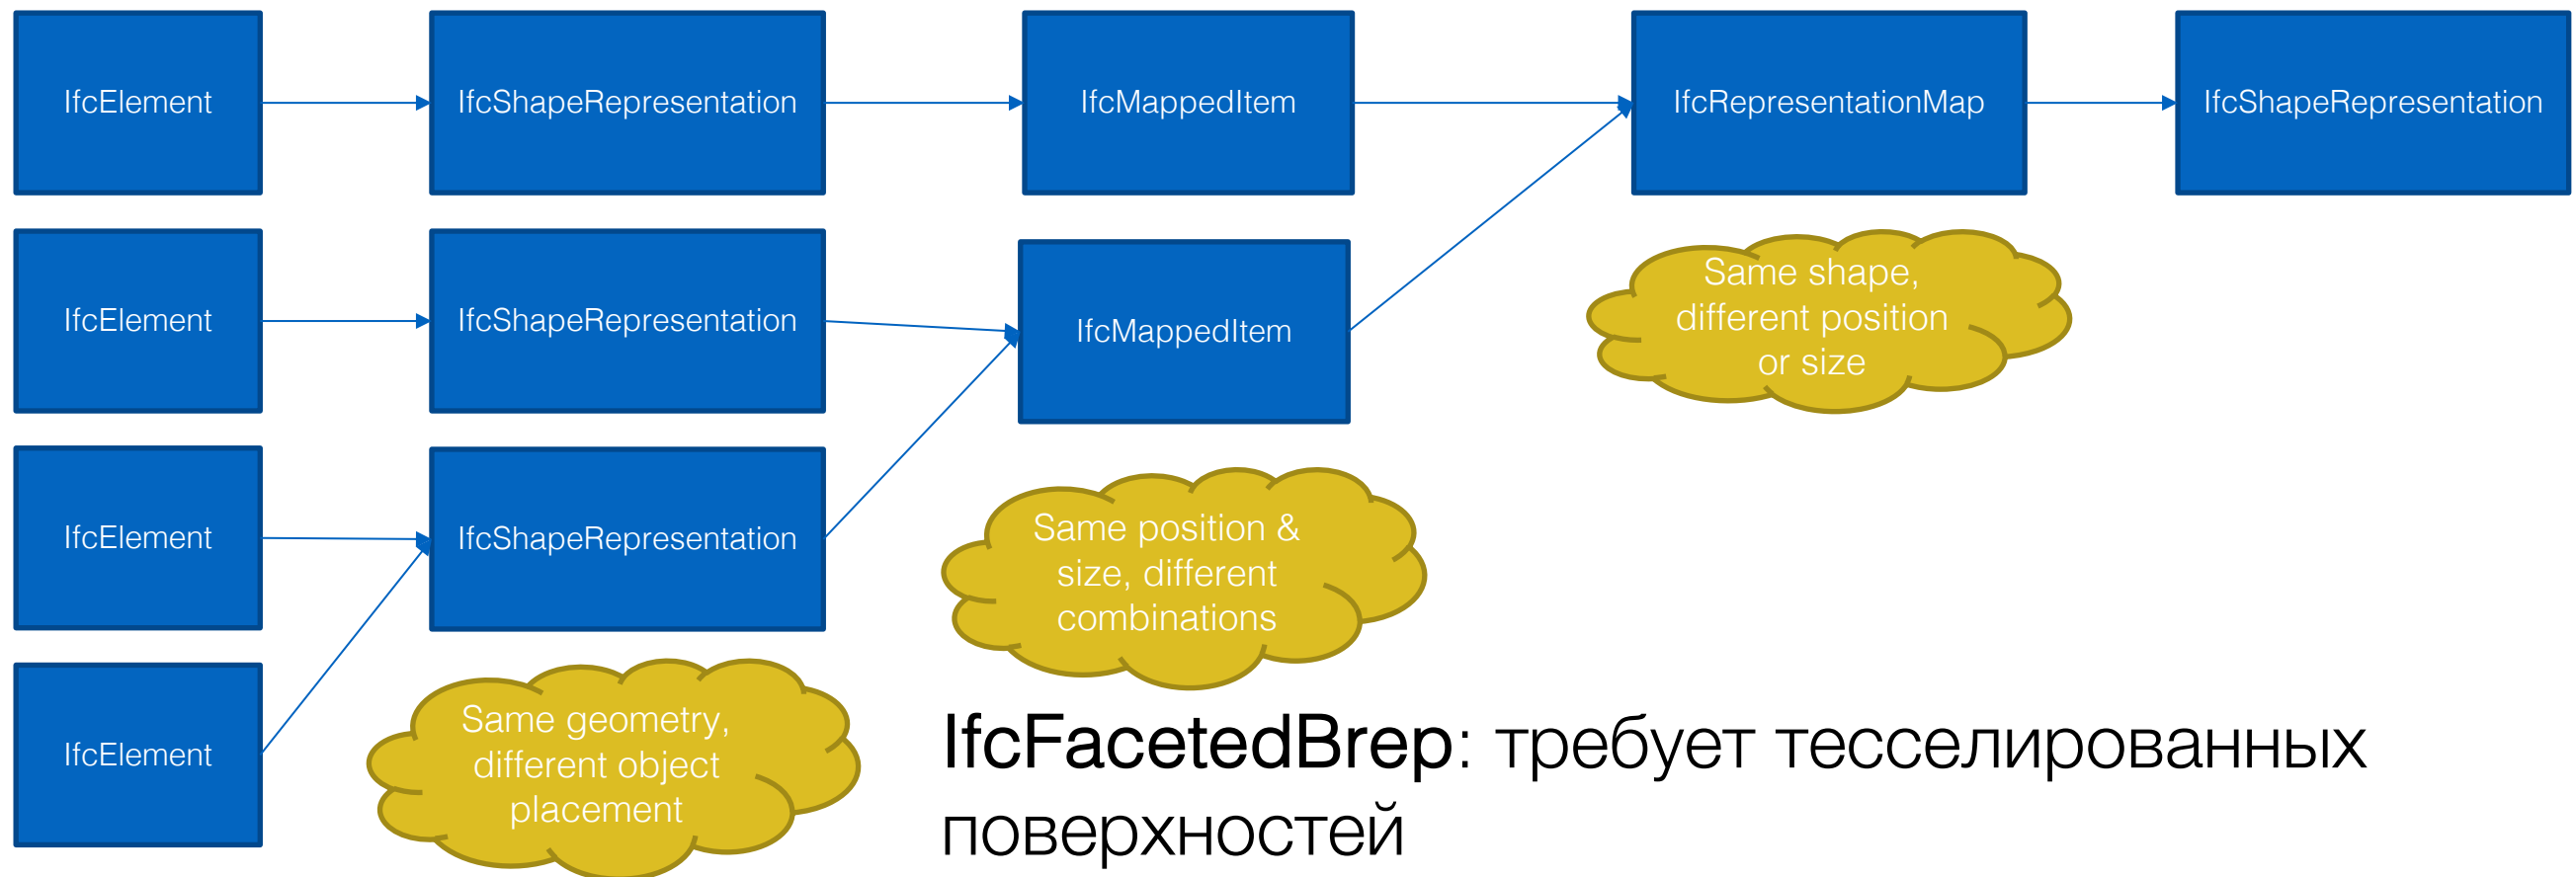 IfcElement
IfcShapeRepresentation
IfcMappedItem
IfcRepresentationMap
IfcShapeRepresentation
IfcElement
IfcShapeRepresentation
IfcMappedItem
Same shape,
different position
or size
IfcElement
IfcShapeRepresentation
Same position &
size, different
combinations
IfcElement
Same geometry,
different object
placement
IfcFacetedBrep: требует тесселированных
поверхностей